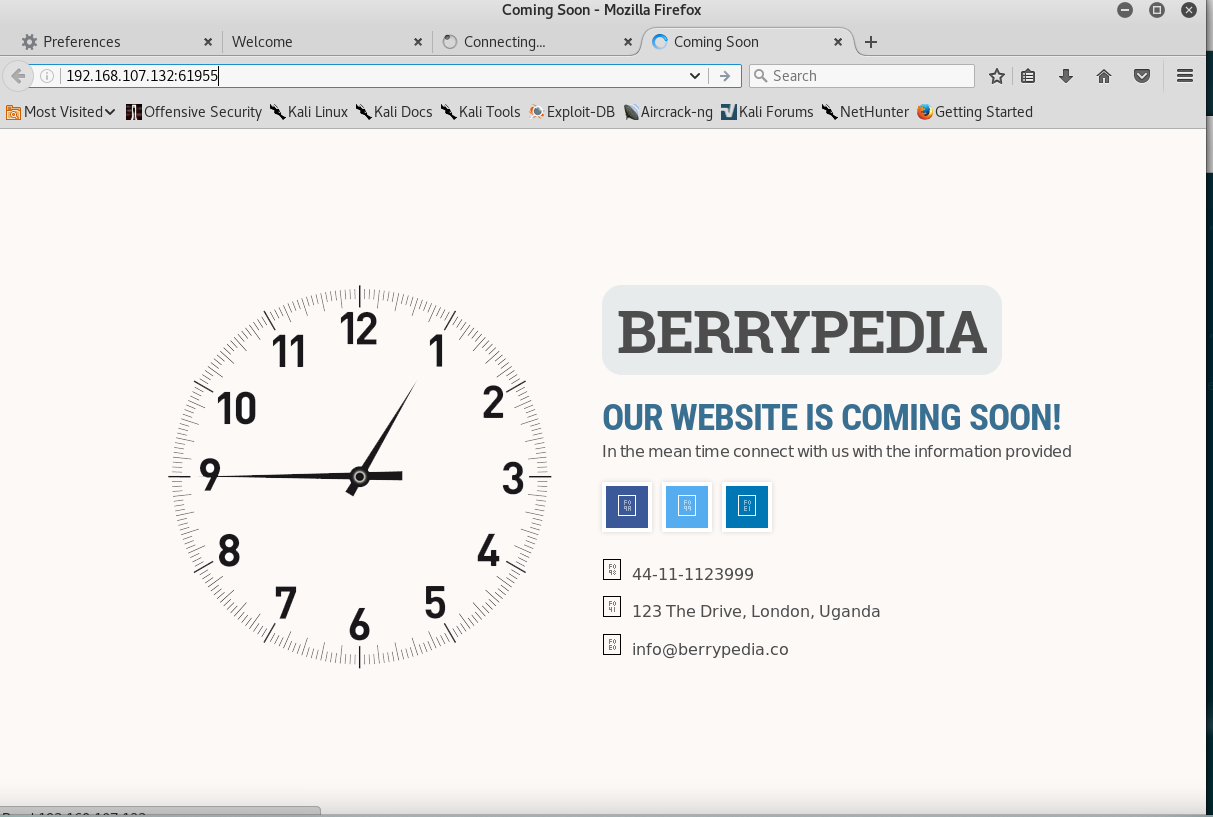 Coming Soon - Mozilla Firefox
Preferences
Welcome
Connecting...
Coming Soon
192.168.107.132:61955
Search
Most Visited
Offensive Security
Kali Linux
Kali Docs
Kali Tools
Exploit-DB
Aircrack-ng
Kali Forums
NetHunter
Getting Started
12
11
1
10
2
9
3
8
4
7
5
6
BERRYPEDIA
OUR WEBSITE IS COMING SOON!
In the mean time connect with us with the information provided
44-11-1123999
123 The Drive, London, Uganda
info@berrypedia.co